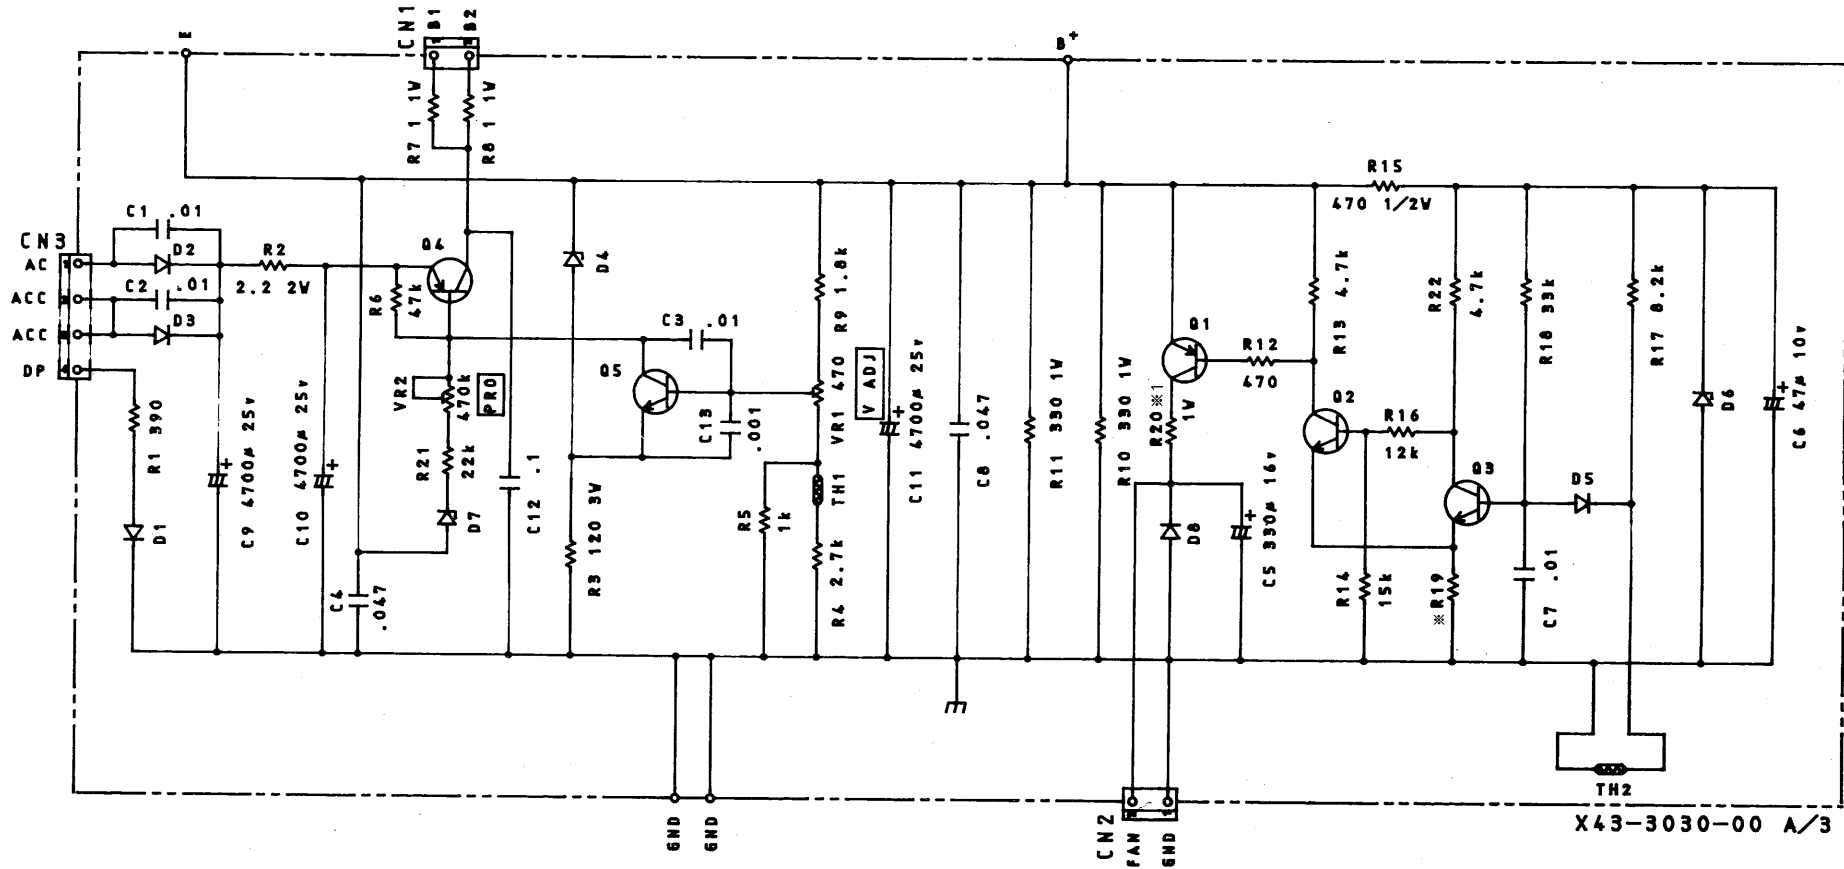 E
CN1
B1
B2
B+
R7 1 1W
R8 1 1W
R15
470 1/2W
C1 .01
CN3
AC
ACC
ACC
DP
D2
C2 .01
D3
R2
2.2 2W
Q4
R6
47k
D4
C3 .01
R9 1.8k
VR1 470
V ADJ
Q5
VR2
470k
PRO
R21
22k
D7
C13
.001
R1 390
D1
C9 4700μ 25v
C10 4700μ 25v
C4
.047
C12 .1
R3 120 3W
R5
1k
TH1
R4 2.7k
C11 4700μ 25v
C8 .047
R11 330 1W
R10 330 1W
Q1
R12
470
R20※1
1W
D8
C5 330μ 16v
R13 4.7k
Q2
R16
12k
R22
4.7k
R18 33k
R17 8.2k
D6
C6 47μ 10v
Q3
D5
R14
15k
※R19
C7 .01
TH2
GND
GND
CN2
FAN
GND
X43-3030-00 A/3